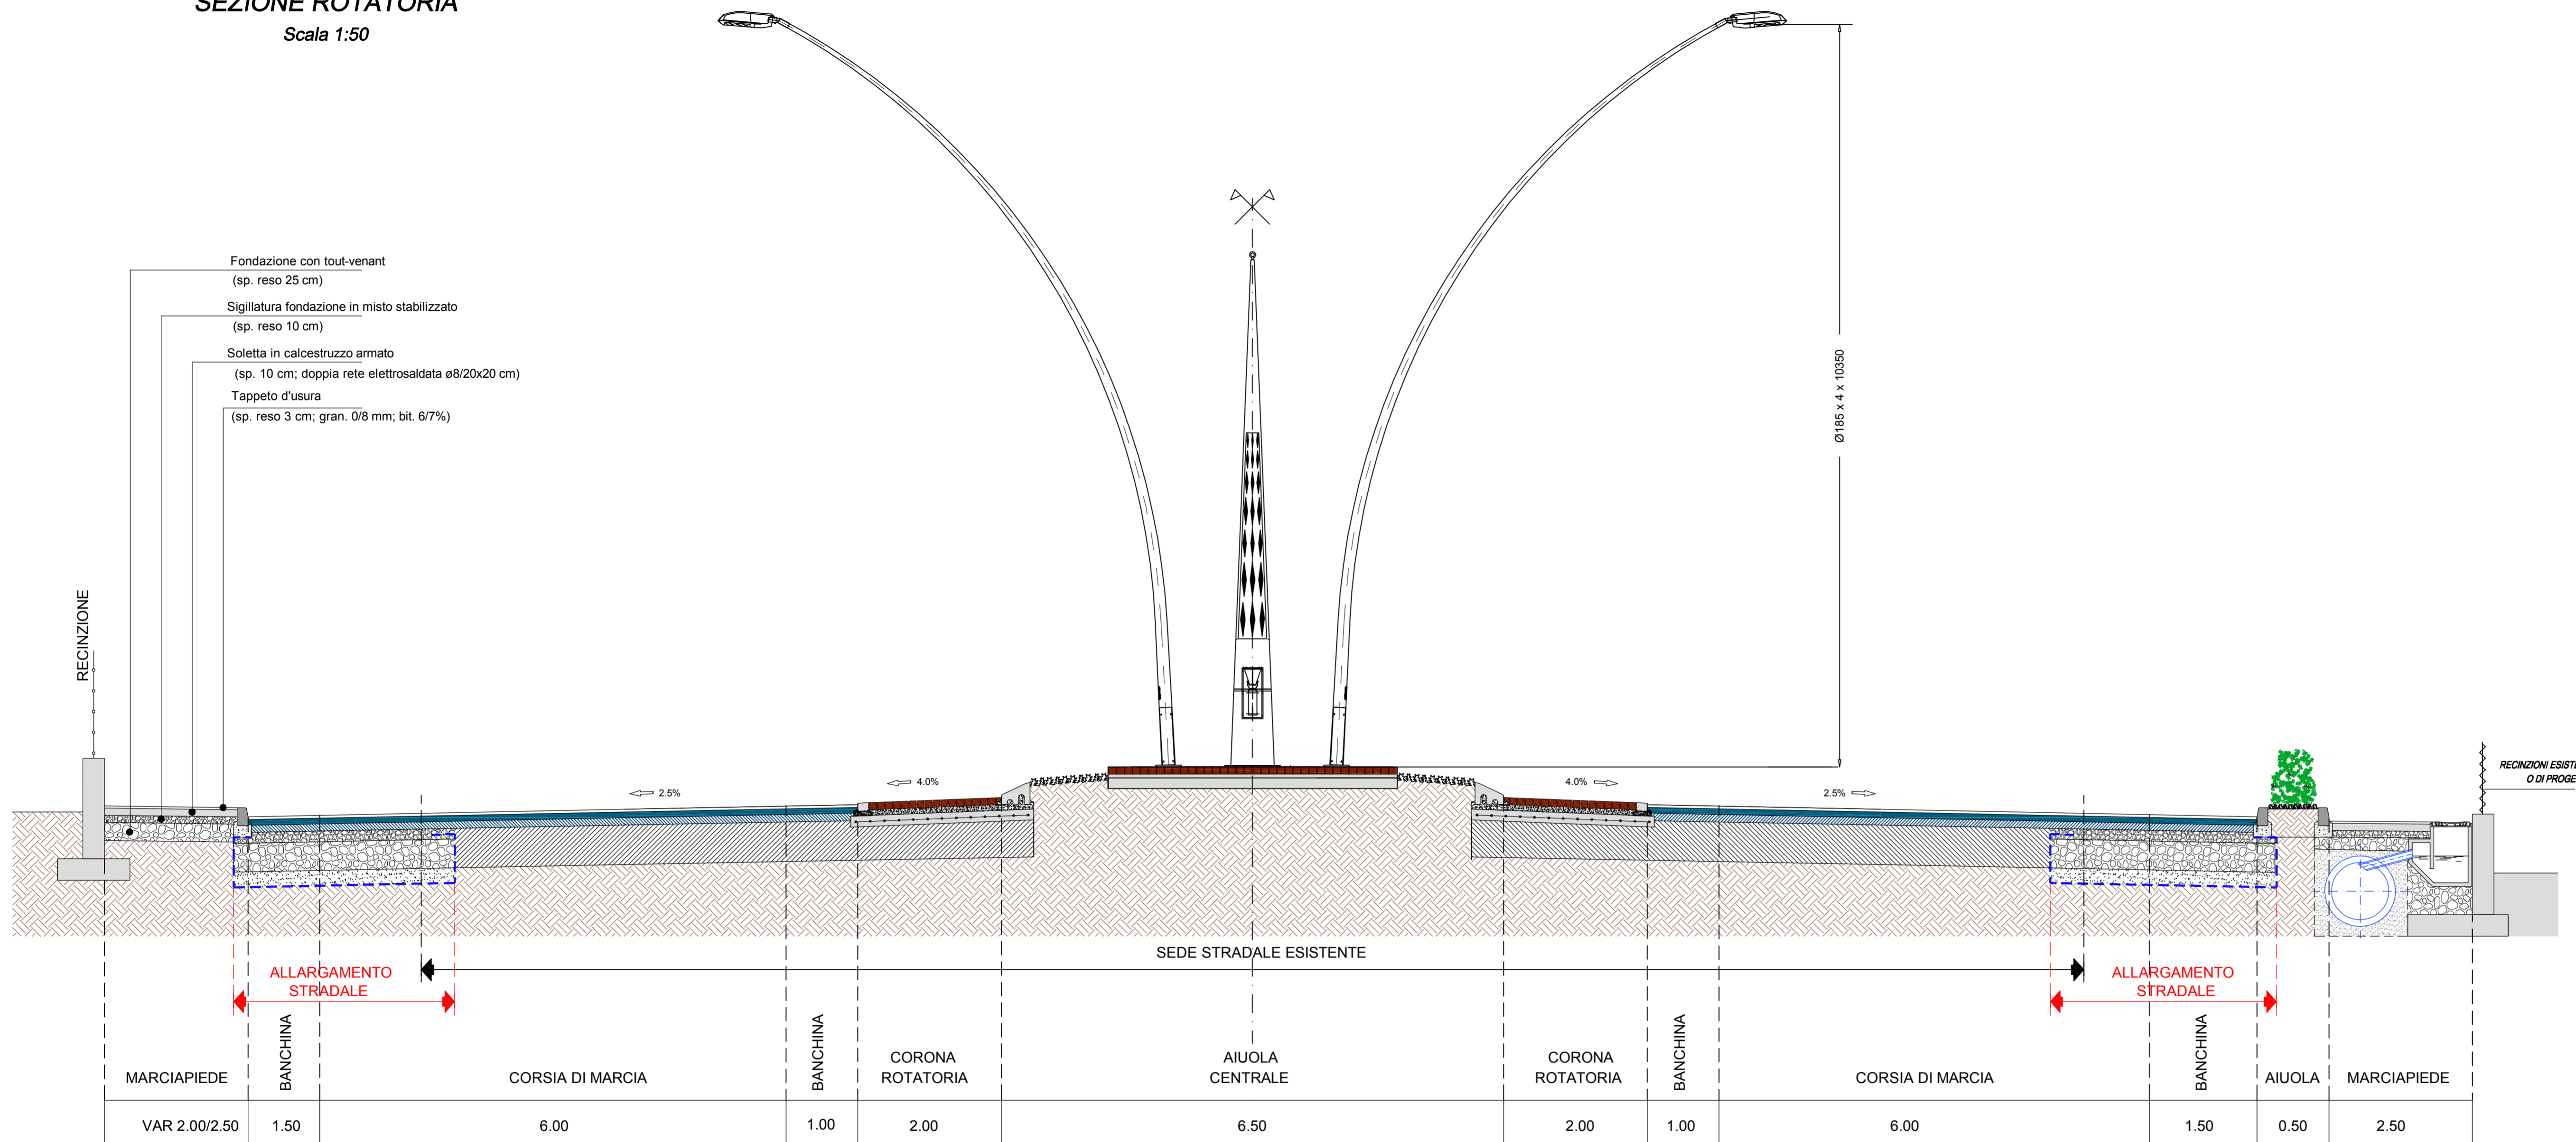 SEZIONE ROTATORIA
Scala 1:50
Fondazione con tout-venant
(sp. reso 25 cm)
Sigillatura fondazione in misto stabilizzato
(sp. reso 10 cm)
Soletta in calcestruzzo armato
(sp. 10 cm; doppia rete elettrosaldata ø8/20x20 cm)
Tappeto d'usura
(sp. reso 3 cm; gran. 0/8 mm; bit. 6/7%)
Ø185 x 4 x 10350
RECINZIONE
RECINZIONI ESISTE
O DI PROGE
2.5%
4.0%
4.0%
2.5%
SEDE STRADALE ESISTENTE
ALLARGAMENTO
STRADALE
ALLARGAMENTO
STRADALE
MARCIAPIEDE
BANCHINA
CORSIA DI MARCIA
BANCHINA
CORONA
ROTATORIA
AIUOLA
CENTRALE
CORONA
ROTATORIA
BANCHINA
CORSIA DI MARCIA
BANCHINA
AIUOLA
MARCIAPIEDE
VAR 2.00/2.50 1.50 6.00 1.00 2.00 6.50 2.00 1.00 6.00 1.50 0.50 2.50